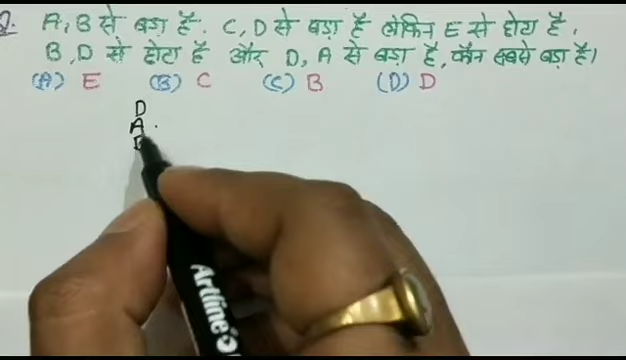 Q. A, B से बड़ा है. C, D से बड़ा है लेकिन E से छोटा है.
B, D से छोटा है और D, A से बड़ा है, कौन सबसे बड़ा है।
(A) E (B) C (C) B (D) D
D
A.
Artline